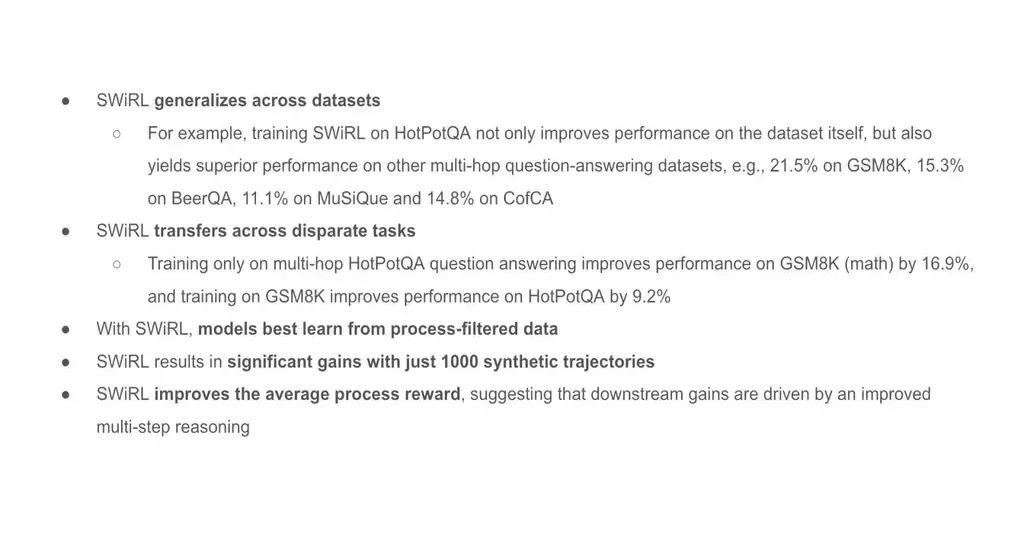 ● SWiRL generalizes across datasets
○ For example, training SWiRL on HotPotQA not only improves performance on the dataset itself, but also
yields superior performance on other multi-hop question-answering datasets, e.g., 21.5% on GSM8K, 15.3%
on BeerQA, 11.1% on MuSiQue and 14.8% on CofCA
● SWiRL transfers across disparate tasks
○ Training only on multi-hop HotPotQA question answering improves performance on GSM8K (math) by 16.9%,
and training on GSM8K improves performance on HotPotQA by 9.2%
● With SWiRL, models best learn from process-filtered data
● SWiRL results in significant gains with just 1000 synthetic trajectories
● SWiRL improves the average process reward, suggesting that downstream gains are driven by an improved
multi-step reasoning